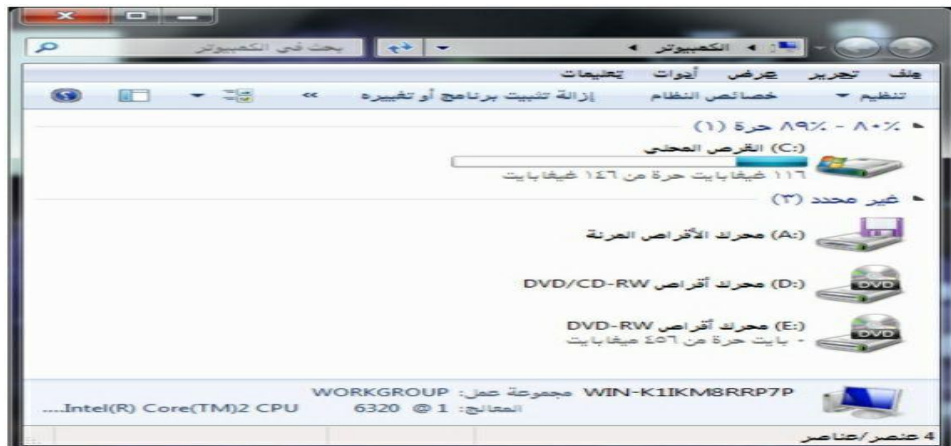 الكمبيوتر
بحث في الكمبيوتر
ملف تحرير عرض أدوات تعليمات
تنظيم خصائص النظام إزالة تثبيت برنامج أو تغييره »
٨٠٪ - ٨٩٪ حرة (١)
(C:) القرص المحلي
١١٦ غيغابايت حرة من ١٤٦ غيغابايت
غير محدد (٣)
(A:) محرك الأقراص المرنة
(D:) محرك أقراص DVD/CD-RW
(E:) محرك أقراص DVD-RW
٠ بايت حرة من ٤٥٦ ميغابايت
WIN-K1IKM8RRP7P مجموعة عمل: WORKGROUP
المعالج: Intel(R) Core(TM)2 CPU 6320 @ 1....
4 عنصر/عناصر